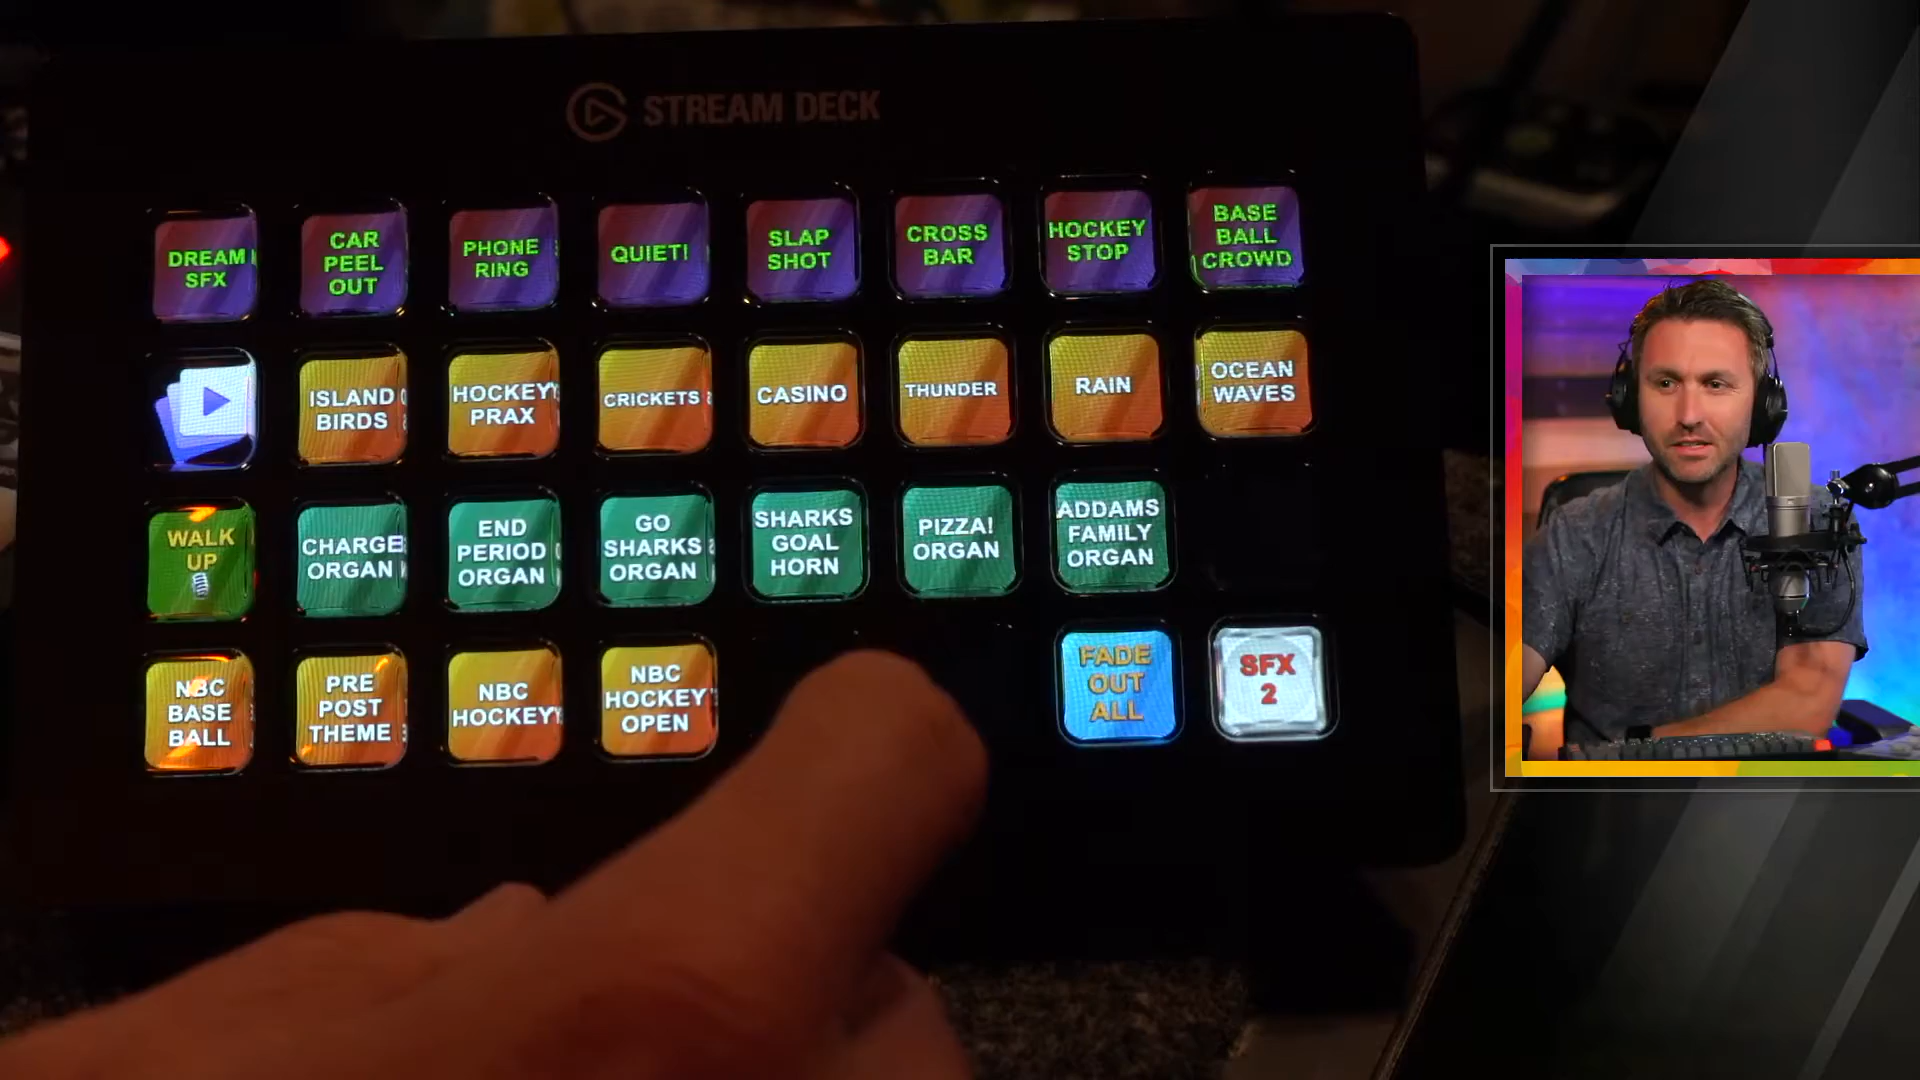 STREAM DECK
DREAM
SFX
CAR
PEEL
OUT
PHONE
RING
QUIET!
SLAP
SHOT
CROSS
BAR
HOCKEY
STOP
BASE
BALL
CROWD
ISLAND
BIRDS
HOCKEY
PRAX
CRICKETS
CASINO
THUNDER
RAIN
OCEAN
WAVES
WALK
UP
CHARGE
ORGAN
END
PERIOD
ORGAN
GO
SHARKS
ORGAN
SHARKS
GOAL
HORN
PIZZA!
ORGAN
ADDAMS
FAMILY
ORGAN
NBC
BASE
BALL
PRE
POST
THEME
NBC
HOCKEY
NBC
HOCKEY
OPEN
FADE
OUT
ALL
SFX
2